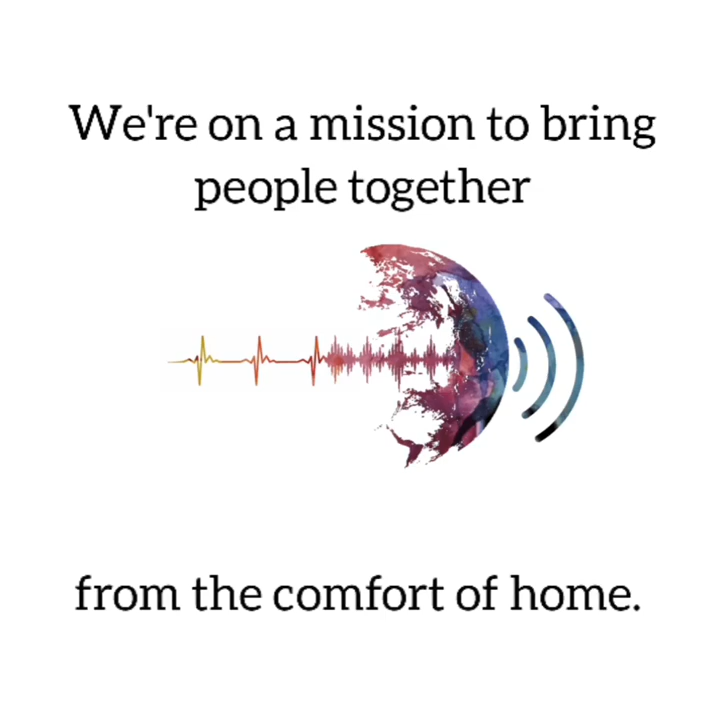 We're on a mission to bring
people together
from the comfort of home.